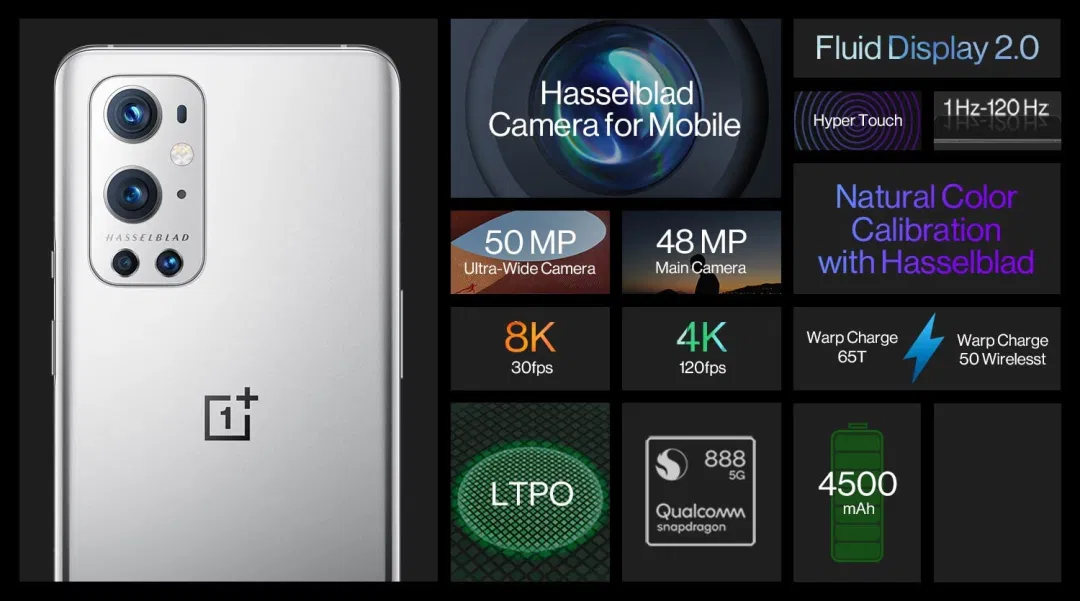 HASSELBLAD
1+
Hasselblad
Camera for Mobile
50 MP
Ultra-Wide Camera
48 MP
Main Camera
8K
30fps
4K
120fps
LTPO
888
5G
Qualcomm
snapdragon
Fluid Display 2.0
Hyper Touch
1 Hz-120 Hz
Natural Color
Calibration
with Hasselblad
Warp Charge
65T
Warp Charge
50 Wirelesst
4500
mAh